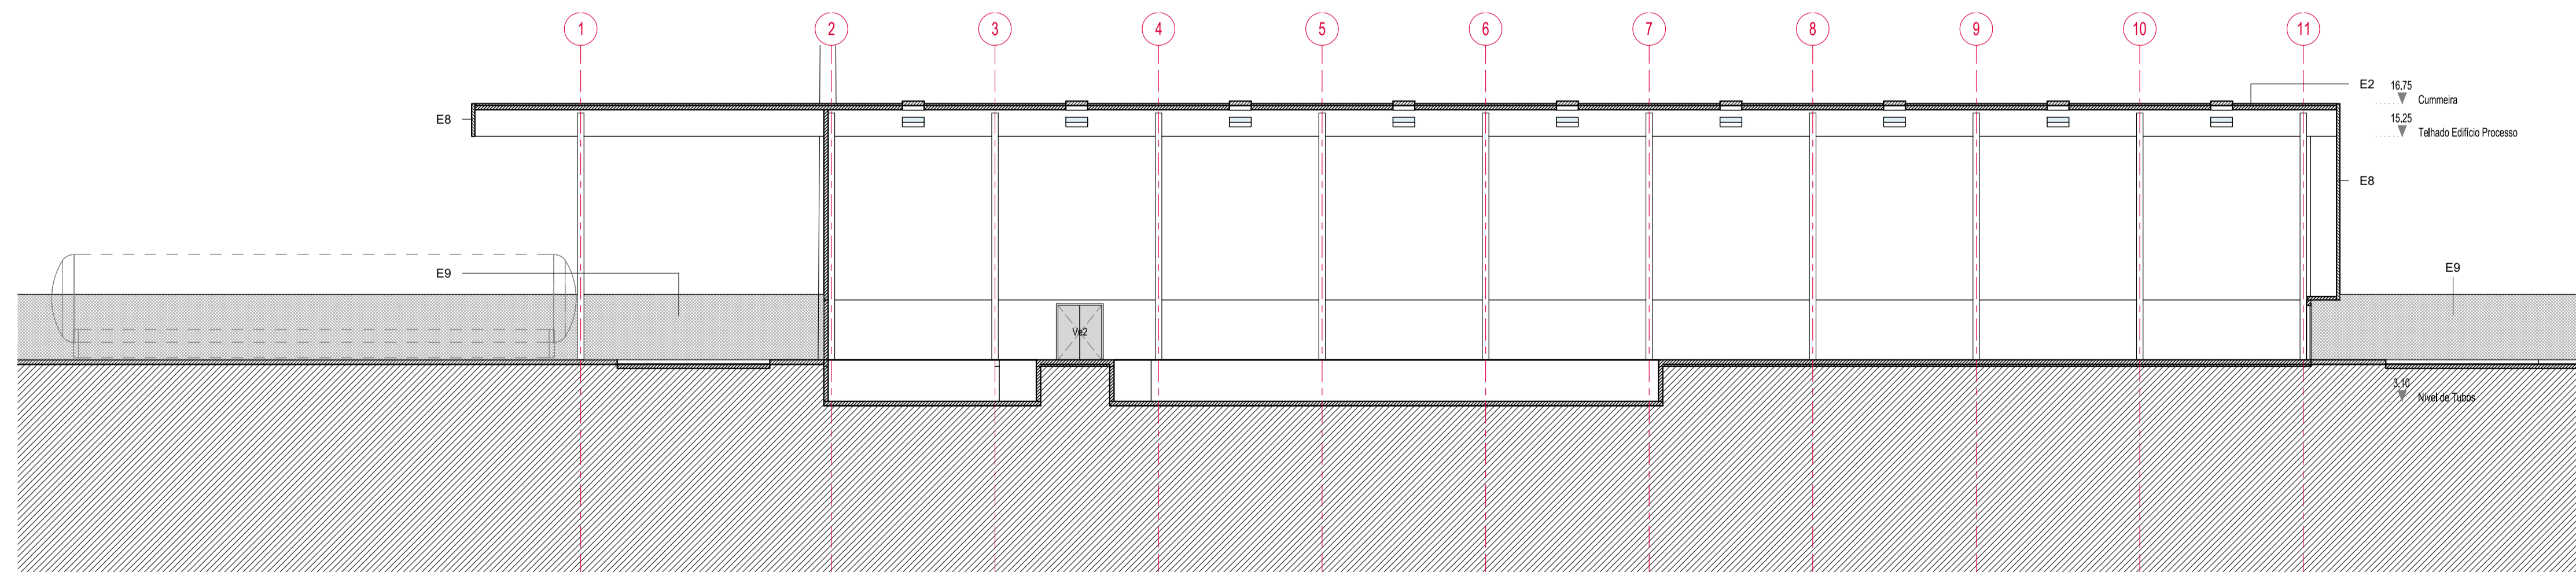 1 2 3 4 5 6 7 8 9 10 11
E2 16,75
Cummeira
E8
15,25
Telhado Edifício Processo
E8
E9
E9
Ve2
3,10
Nível de Tubos